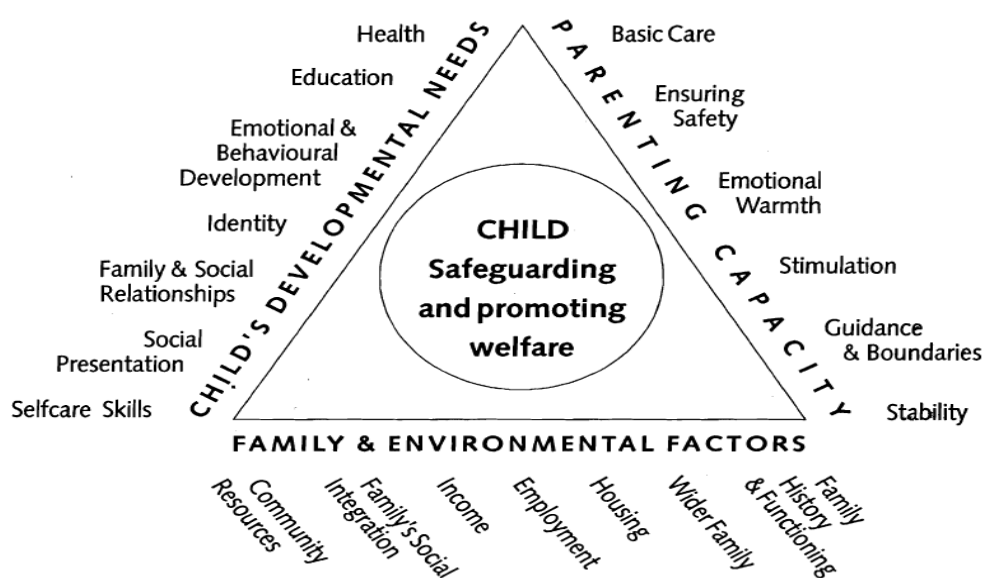 Health
Education
Emotional &
Behavioural
Development
Identity
Family & Social
Relationships
Social
Presentation
Selfcare Skills
CHILD'S DEVELOPMENTAL NEEDS
PARENTING CAPACITY
Basic Care
Ensuring
Safety
Emotional
Warmth
Stimulation
Guidance
& Boundaries
Stability
CHILD
Safeguarding
and promoting
welfare
FAMILY & ENVIRONMENTAL FACTORS
Community
Resources
Family's Social
Integration
Income
Employment
Housing
Wider Family
Family
History
& Functioning